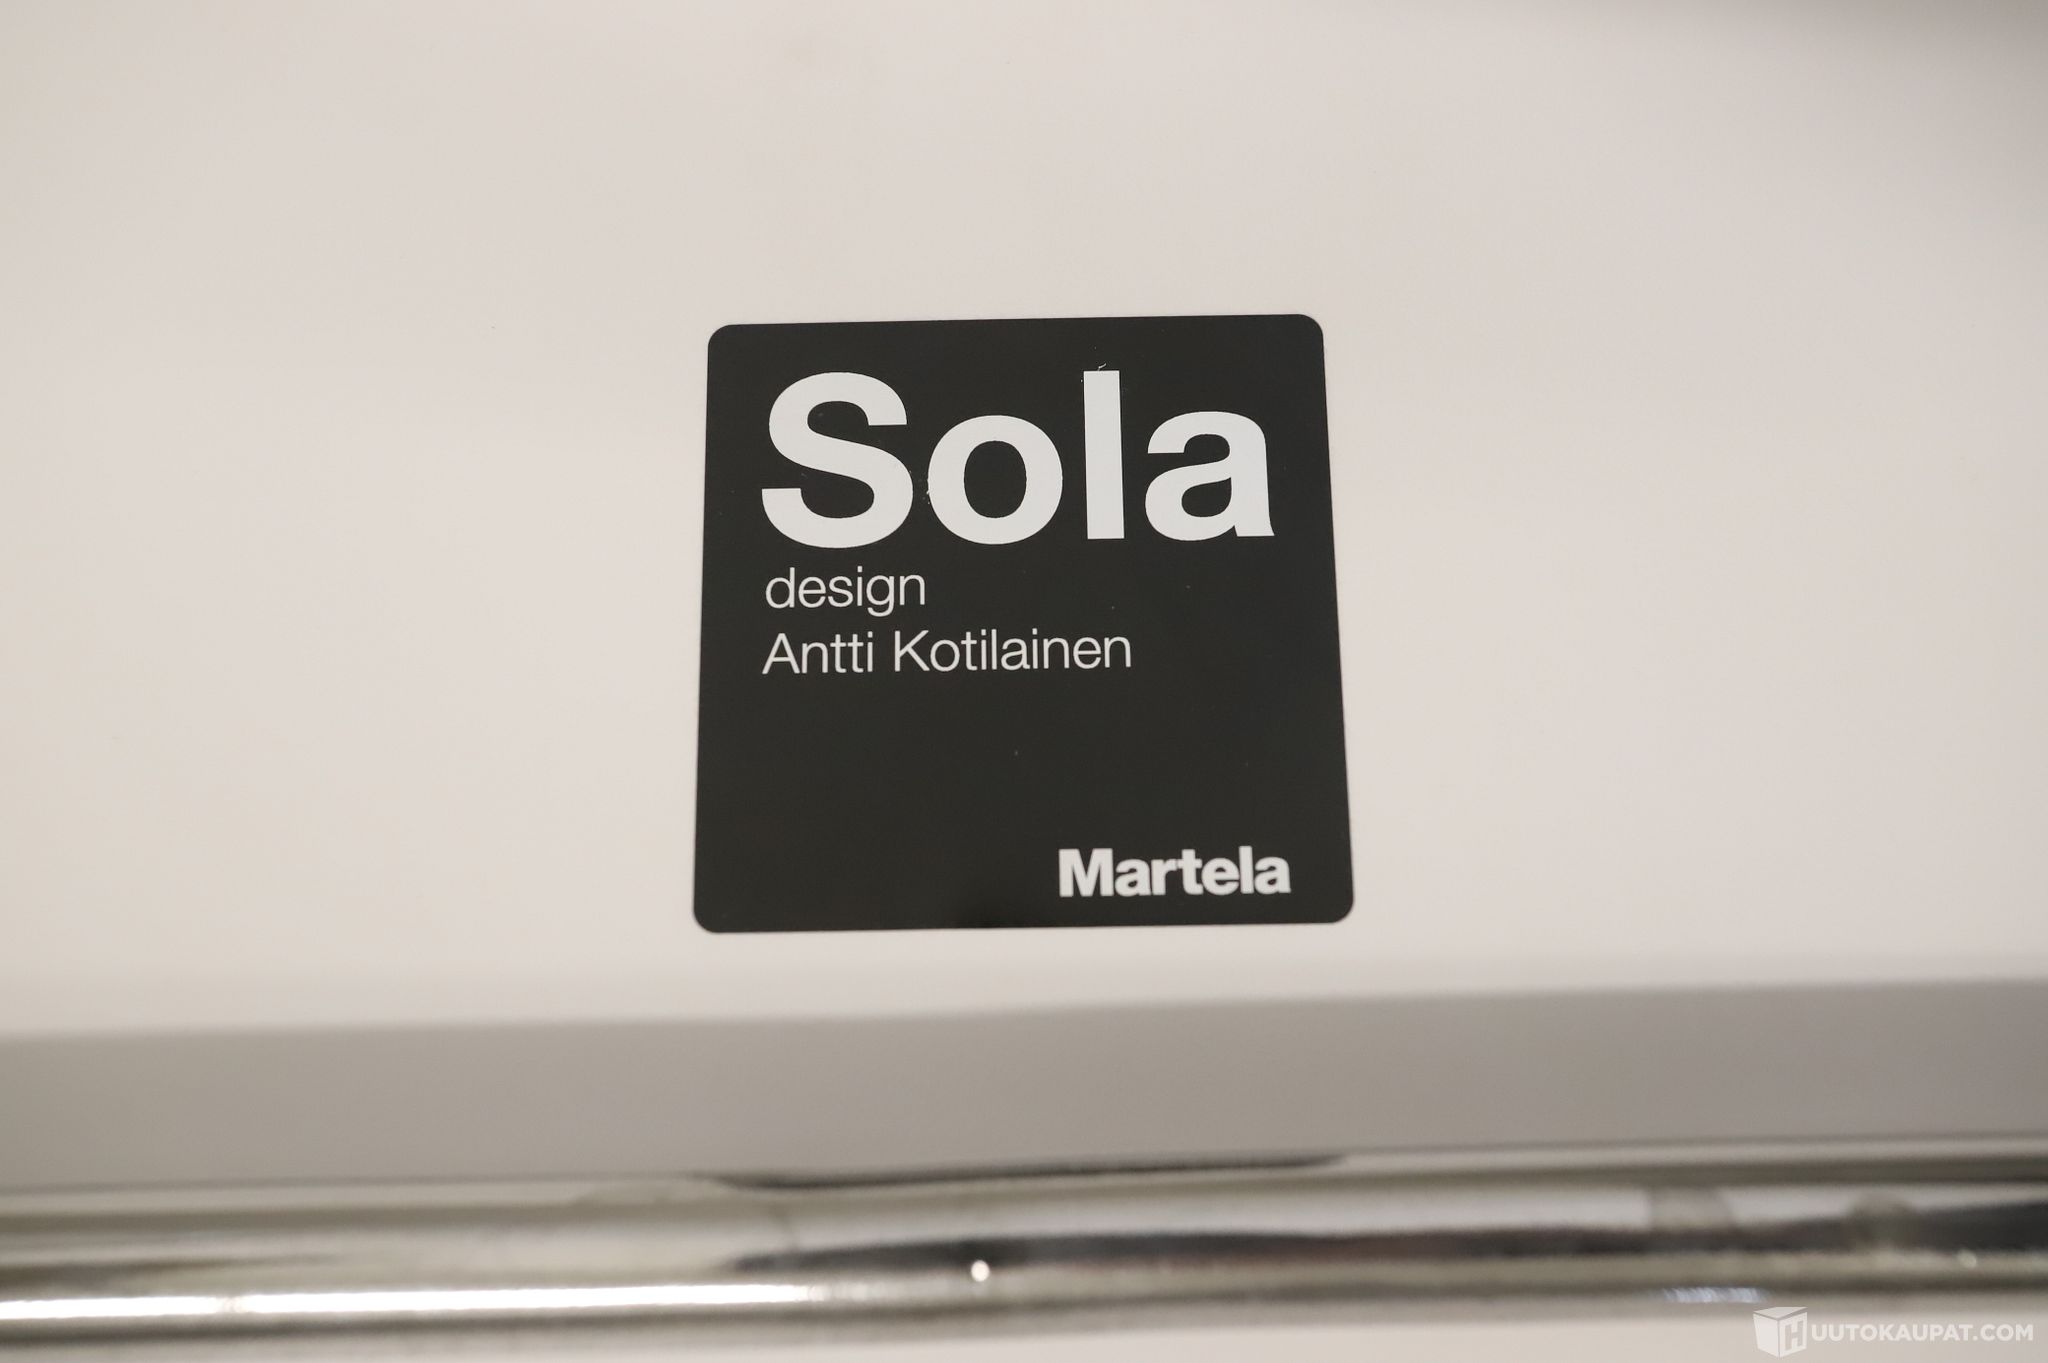 Sola
design
Antti Kotilainen
Martela
HUUTOKAUPAT.COM